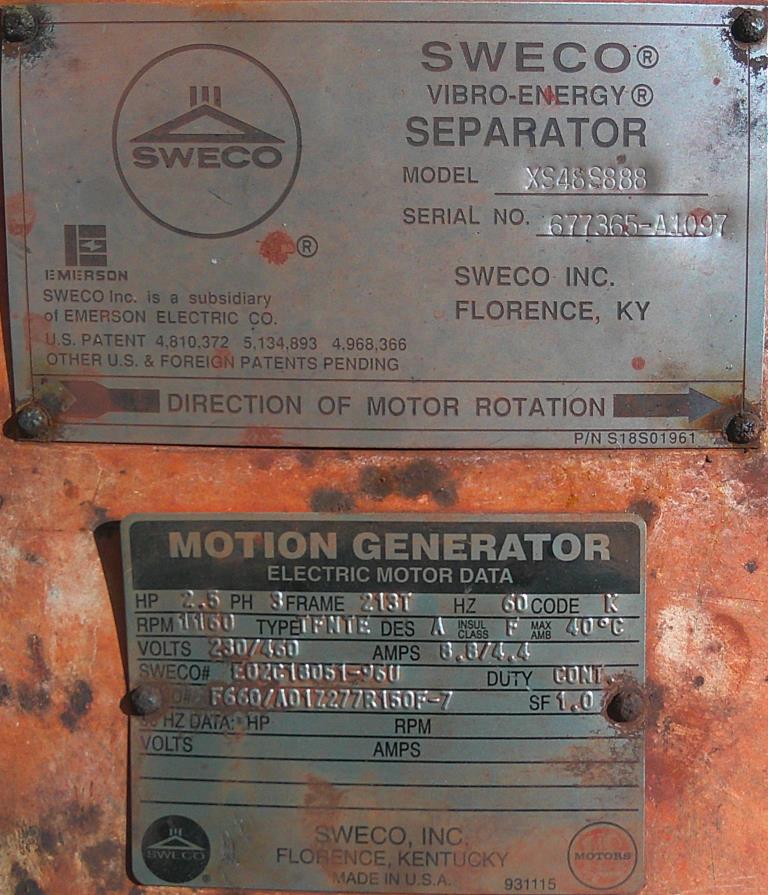 SWECO®
VIBRO-ENERGY®
SEPARATOR
SWECO
®
MODEL XS48S888
SERIAL NO. 677365-A1097
EMERSON
SWECO Inc. is a subsidiary
of EMERSON ELECTRIC CO.
SWECO INC.
FLORENCE, KY
U.S. PATENT 4,810,372 5,134,893 4,968,366
OTHER U.S. & FOREIGN PATENTS PENDING
DIRECTION OF MOTOR ROTATION
P/N S18S01961
MOTION GENERATOR
ELECTRIC MOTOR DATA
HP 2.5 PH 3 FRAME 213T HZ 60 CODE K
RPM 1160 TYPE TFNTE DES A INSUL CLASS F MAX AMB 40°C
VOLTS 230/460 AMPS 8.8/4.4
SWECO# DUTY CONT.
F660/A01Z277R150F-7 SF 1.0
HZ DATA: HP RPM
VOLTS AMPS
SWECO, INC.
FLORENCE, KENTUCKY
MADE IN U.S.A. 931115
SWECO ®
MOTORS